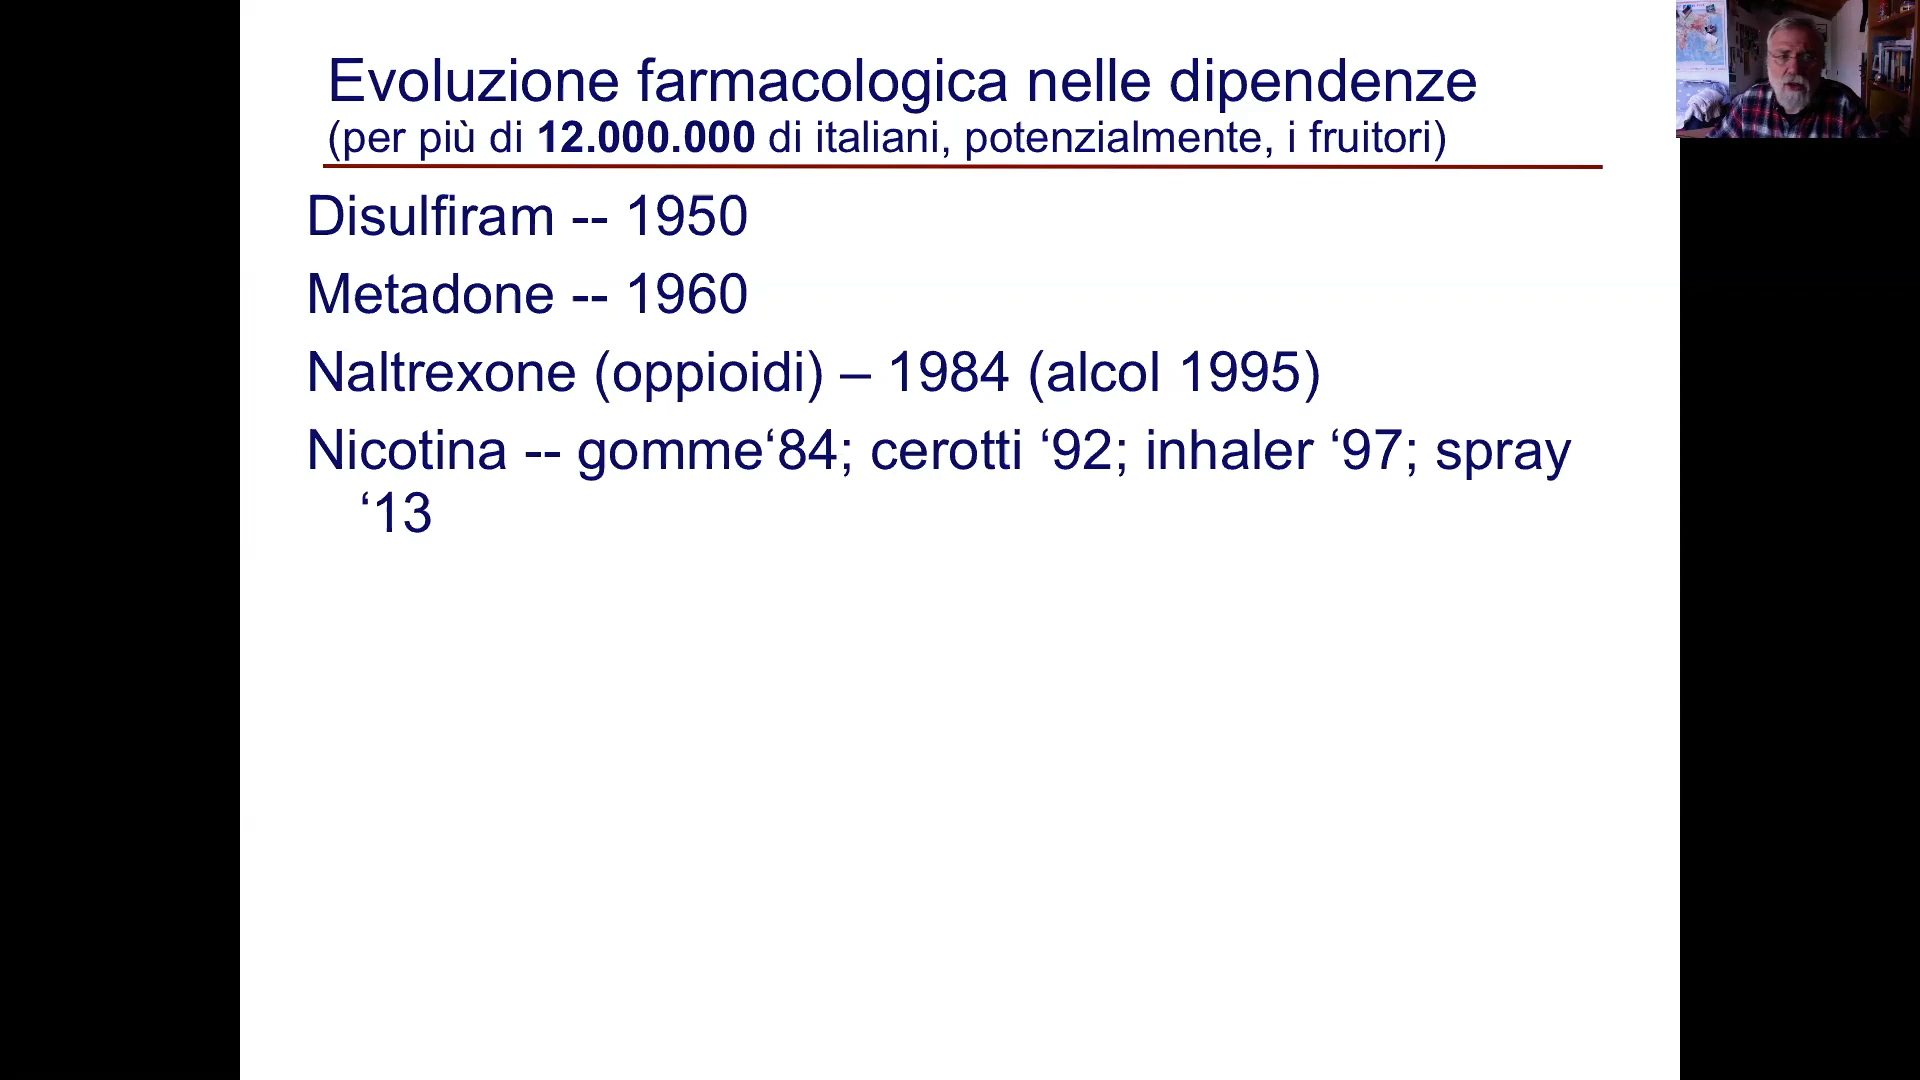 Evoluzione farmacologica nelle dipendenze
(per più di 12.000.000 di italiani, potenzialmente, i fruitori)
Disulfiram -- 1950
Metadone -- 1960
Naltrexone (oppioidi) – 1984 (alcol 1995)
Nicotina -- gomme‘84; cerotti ‘92; inhaler ‘97; spray
‘13